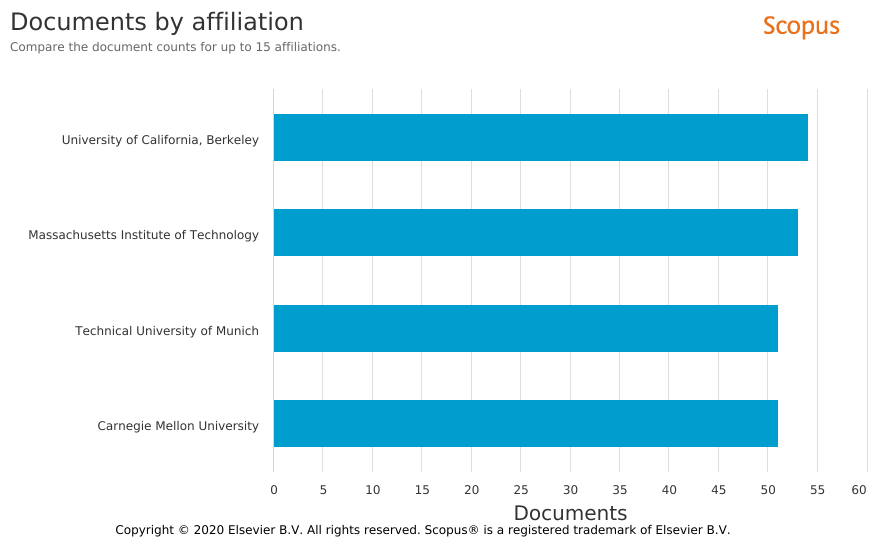 Documents by affiliation
Scopus
Compare the document counts for up to 15 affiliations.
University of California, Berkeley
Massachusetts Institute of Technology
Technical University of Munich
Carnegie Mellon University
0 5 10 15 20 25 30 35 40 45 50 55 60
Documents
Copyright © 2020 Elsevier B.V. All rights reserved. Scopus® is a registered trademark of Elsevier B.V.